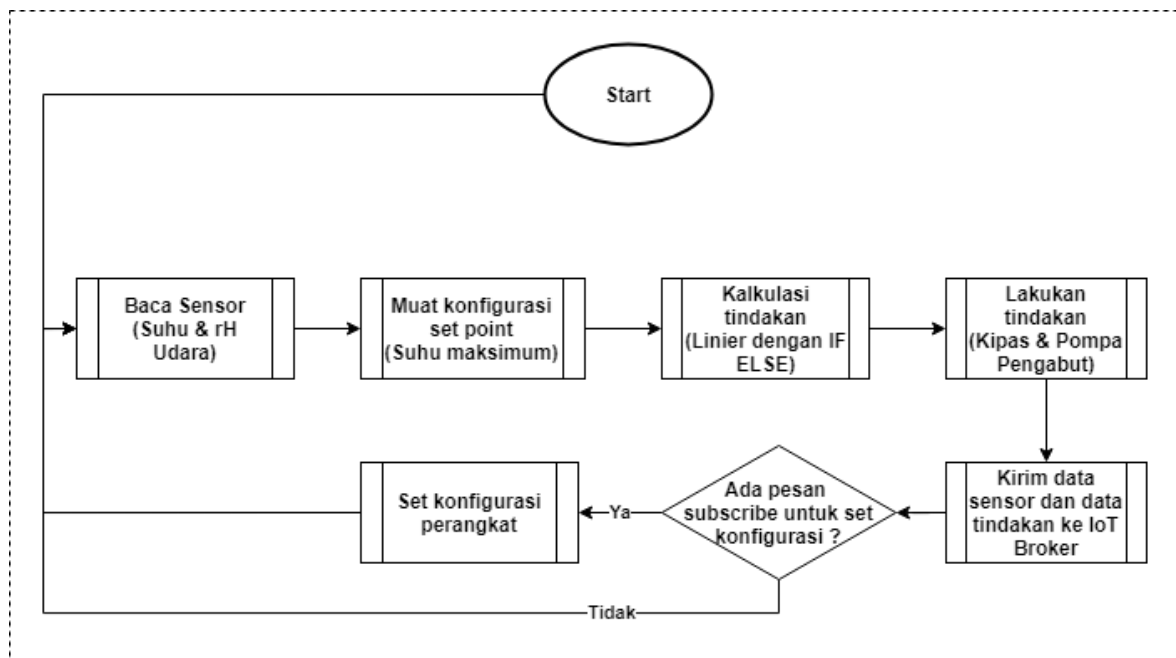 Start
Baca Sensor
(Suhu & rH
Udara)
Muat konfigurasi
set point
(Suhu maksimum)
Kalkulasi
tindakan
(Linier dengan IF
ELSE)
Lakukan
tindakan
(Kipas & Pompa
Pengabut)
Kirim data
sensor dan data
tindakan ke IoT
Broker
Ada pesan
subscribe untuk set
konfigurasi ?
Ya
Set konfigurasi
perangkat
Tidak